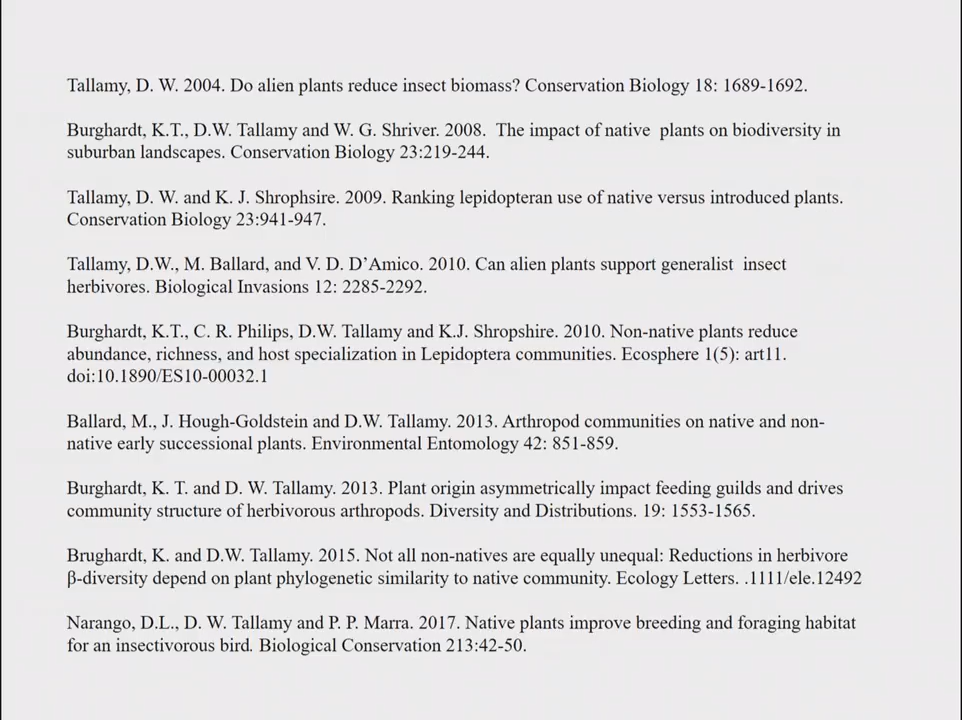 Tallamy, D. W. 2004. Do alien plants reduce insect biomass? Conservation Biology 18: 1689-1692.
Burghardt, K.T., D.W. Tallamy and W. G. Shriver. 2008. The impact of native plants on biodiversity in
suburban landscapes. Conservation Biology 23:219-244.
Tallamy, D. W. and K. J. Shrophsire. 2009. Ranking lepidopteran use of native versus introduced plants.
Conservation Biology 23:941-947.
Tallamy, D.W., M. Ballard, and V. D. D’Amico. 2010. Can alien plants support generalist insect
herbivores. Biological Invasions 12: 2285-2292.
Burghardt, K.T., C. R. Philips, D.W. Tallamy and K.J. Shropshire. 2010. Non-native plants reduce
abundance, richness, and host specialization in Lepidoptera communities. Ecosphere 1(5): art11.
doi:10.1890/ES10-00032.1
Ballard, M., J. Hough-Goldstein and D.W. Tallamy. 2013. Arthropod communities on native and non-
native early successional plants. Environmental Entomology 42: 851-859.
Burghardt, K. T. and D. W. Tallamy. 2013. Plant origin asymmetrically impact feeding guilds and drives
community structure of herbivorous arthropods. Diversity and Distributions. 19: 1553-1565.
Brughardt, K. and D.W. Tallamy. 2015. Not all non-natives are equally unequal: Reductions in herbivore
β-diversity depend on plant phylogenetic similarity to native community. Ecology Letters. .1111/ele.12492
Narango, D.L., D. W. Tallamy and P. P. Marra. 2017. Native plants improve breeding and foraging habitat
for an insectivorous bird. Biological Conservation 213:42-50.